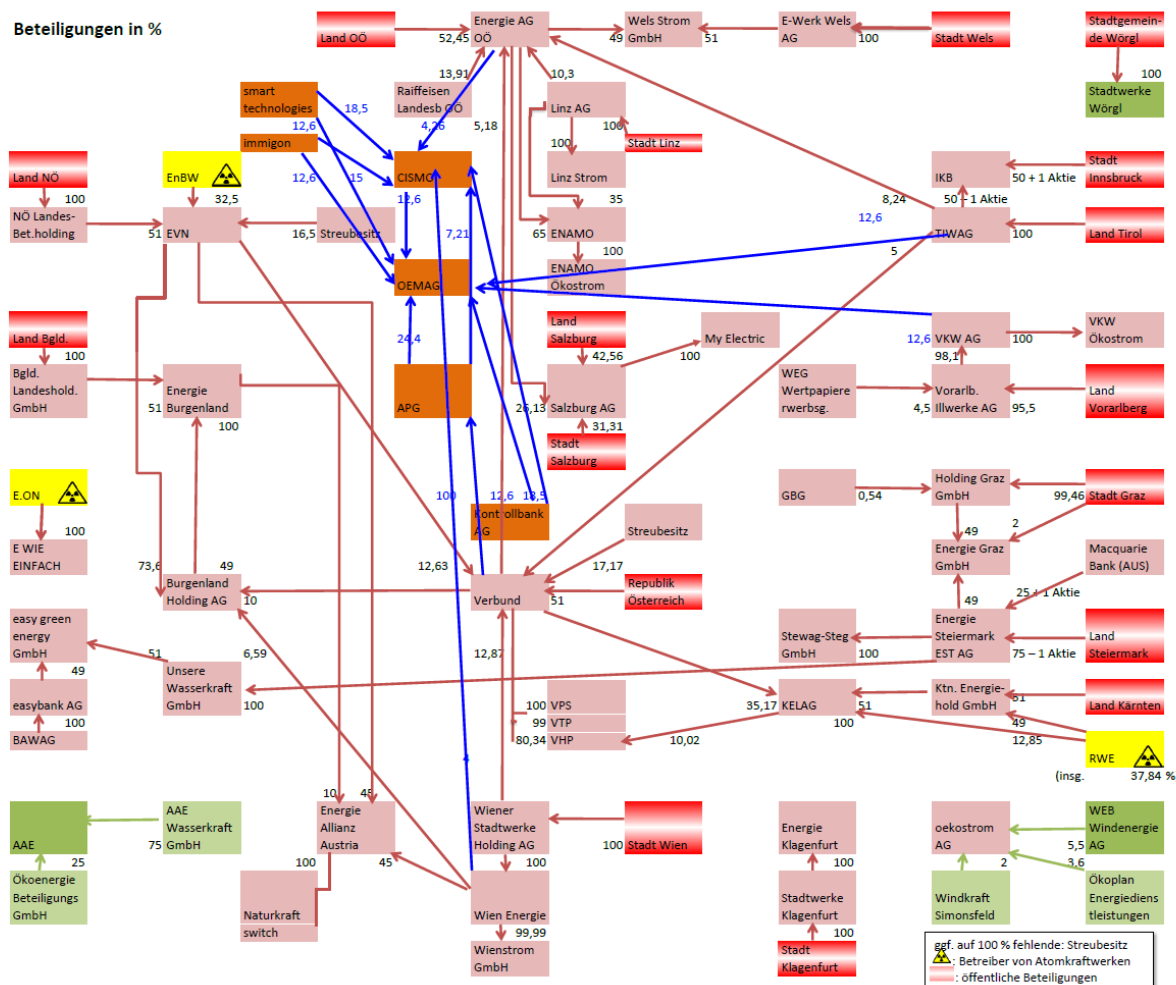 Beteiligungen in %
Land OÖ
52,45
Energie AG
OÖ
49
Wels Strom
GmbH
51
E-Werk Wels
AG
100
Stadt Wels
Stadtgemein-
de Wörgl
100
Stadtwerke
Wörgl
smart
technologies
18,5
12,6
immigon
12,6
15
13,91
Raiffeisen
Landesb OÖ
4,26
5,18
10,3
Linz AG
100
Stadt Linz
100
Linz Strom
CISMO
12,6
7,21
35
65
ENAMO
100
ENAMO
Ökostrom
OEMAG
24,4
APG
Land NÖ
100
NÖ Landes-
Bet.holding
51
EnBW
32,5
EVN
16,5
Streubesitz
IKB
50 + 1 Aktie
Stadt
Innsbruck
50 – 1 Aktie
8,24
12,6
TIWAG
5
100
Land Tirol
Land Bgld.
100
Bgld.
Landeshold.
GmbH
51
Energie
Burgenland
100
Land
Salzburg
42,56
26,13
Salzburg AG
31,31
Stadt
Salzburg
100
My Electric
12,6
VKW AG
100
VKW
Ökostrom
98,1
WEG
Wertpapiere
rwerbsg.
4,5
Vorarlb.
Illwerke AG
95,5
Land
Vorarlberg
E.ON
100
E WIE
EINFACH
100
12,6
18,5
Kontrollbank
AG
Streubesitz
17,17
GBG
0,54
Holding Graz
GmbH
99,46
Stadt Graz
49
2
Energie Graz
GmbH
Macquarie
Bank (AUS)
25 + 1 Aktie
49
73,6
49
Burgenland
Holding AG
10
12,63
Verbund
51
Republik
Österreich
12,87
easy green
energy
GmbH
51
49
6,59
Unsere
Wasserkraft
GmbH
100
easybank AG
100
BAWAG
Stewag-Steg
GmbH
100
Energie
Steiermark
EST AG
75 – 1 Aktie
Land
Steiermark
100
VPS
99
VTP
80,34
VHP
10,02
35,17
KELAG
51
100
Ktn. Energie-
hold GmbH
51
Land Kärnten
49
12,85
RWE
(insg.
37,84 %
4
AAE
25
75
AAE
Wasserkraft
GmbH
Ökoenergie
Beteiligungs
GmbH
10
45
Energie
Allianz
Austria
100
45
Naturkraft
switch
Wiener
Stadtwerke
Holding AG
100
Stadt Wien
100
Wien Energie
99,99
Wienstrom
GmbH
Energie
Klagenfurt
100
Stadtwerke
Klagenfurt
100
Stadt
Klagenfurt
oekostrom
AG
5,5
WEB
Windenergie
AG
2
3,6
Windkraft
Simonsfeld
Ökoplan
Energiedienst
leistungen
ggf. auf 100 % fehlende: Streubesitz
: Betreiber von Atomkraftwerken
: öffentliche Beteiligungen